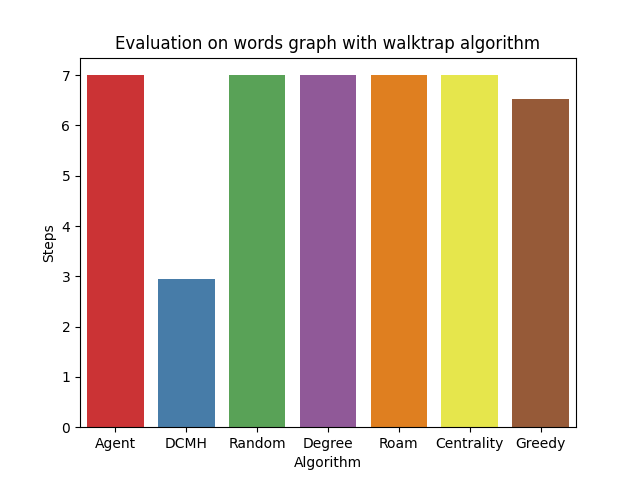 Evaluation on words graph with walktrap algorithm
7
6
5
4
3
2
1
0
Steps
Agent DCMH Random Degree Roam Centrality Greedy
Algorithm